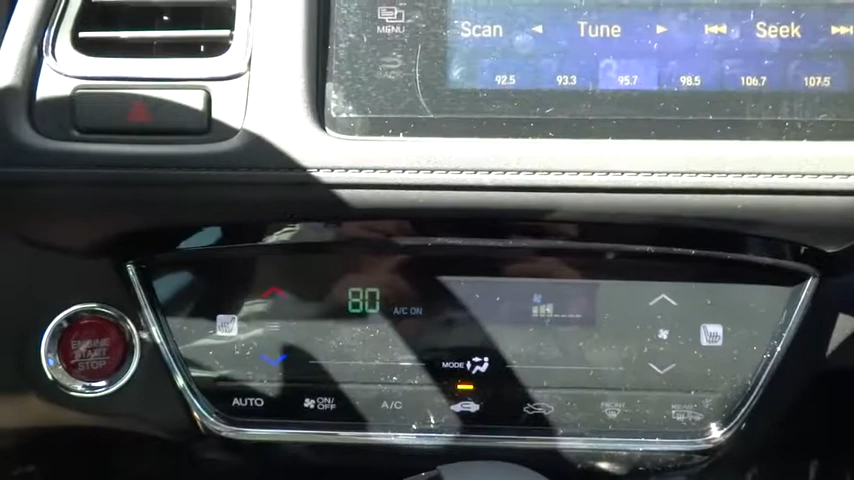 MENU
Scan Tune Seek
92.5 93.3 95.7 98.5 106.7 107.5
80
A/C ON
ENGINE
START
STOP
MODE
AUTO
ON/
OFF
A/C
FRONT